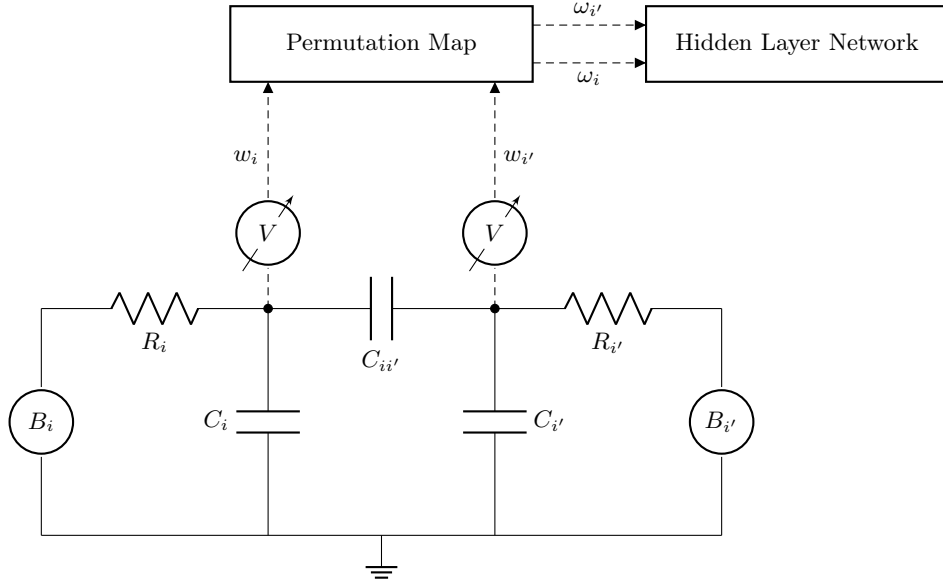 ω_{i'}
Permutation Map
Hidden Layer Network
ω_i
w_i
w_{i'}
V
V
R_i
C_{ii'}
R_{i'}
B_i
C_i
C_{i'}
B_{i'}